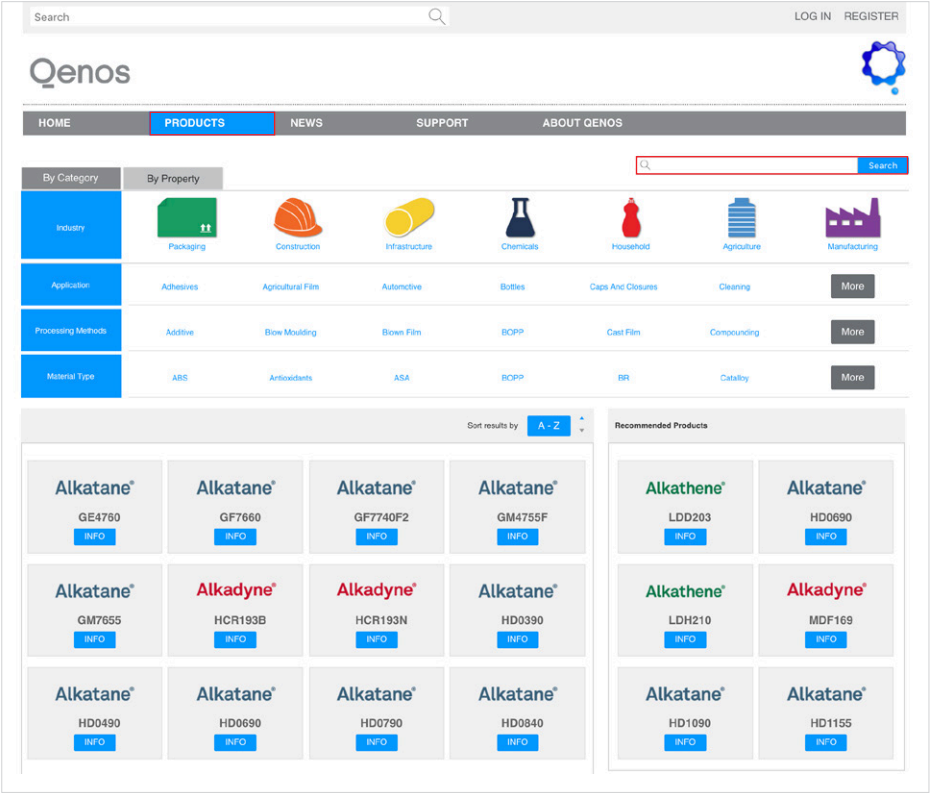 Search
LOG IN REGISTER
Qenos
HOME PRODUCTS NEWS SUPPORT ABOUT QENOS
Search
By Category By Property
Industry
Packaging Construction Infrastructure Chemicals Household Agriculture Manufacturing
Application Adhesives Agricultural Film Automotive Bottles Caps And Closures Cleaning More
Processing Methods Additive Blow Moulding Blown Film BOPP Cast Film Compounding More
Material Type ABS Antioxidants ASA BOPP BR Catalloy More
Sort results by A - Z
Recommended Products
Alkatane® Alkatane® Alkatane® Alkatane® Alkathene® Alkatane®
GE4760 GF7660 GF7740F2 GM4755F LDD203 HD0690
INFO INFO INFO INFO INFO INFO
Alkatane® Alkadyne® Alkadyne® Alkatane® Alkathene® Alkadyne®
GM7655 HCR193B HCR193N HD0390 LDH210 MDF169
INFO INFO INFO INFO INFO INFO
Alkatane® Alkatane® Alkatane® Alkatane® Alkatane® Alkatane®
HD0490 HD0690 HD0790 HD0840 HD1090 HD1155
INFO INFO INFO INFO INFO INFO